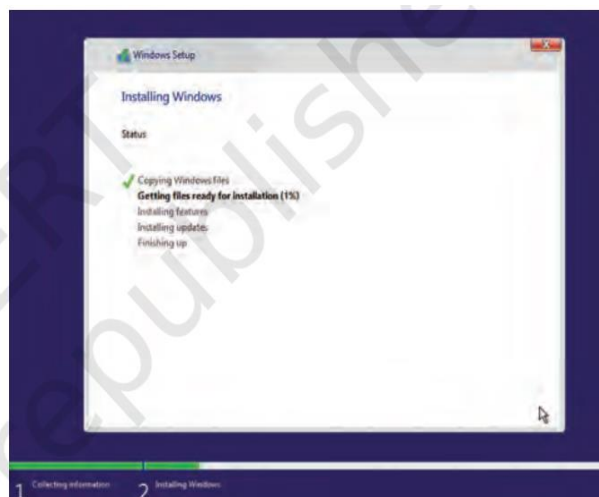 Windows Setup
Installing Windows
Status
Copying Windows files
Getting files ready for installation (1%)
Installing features
Installing updates
Finishing up
1 Collecting information
2 Installing Windows